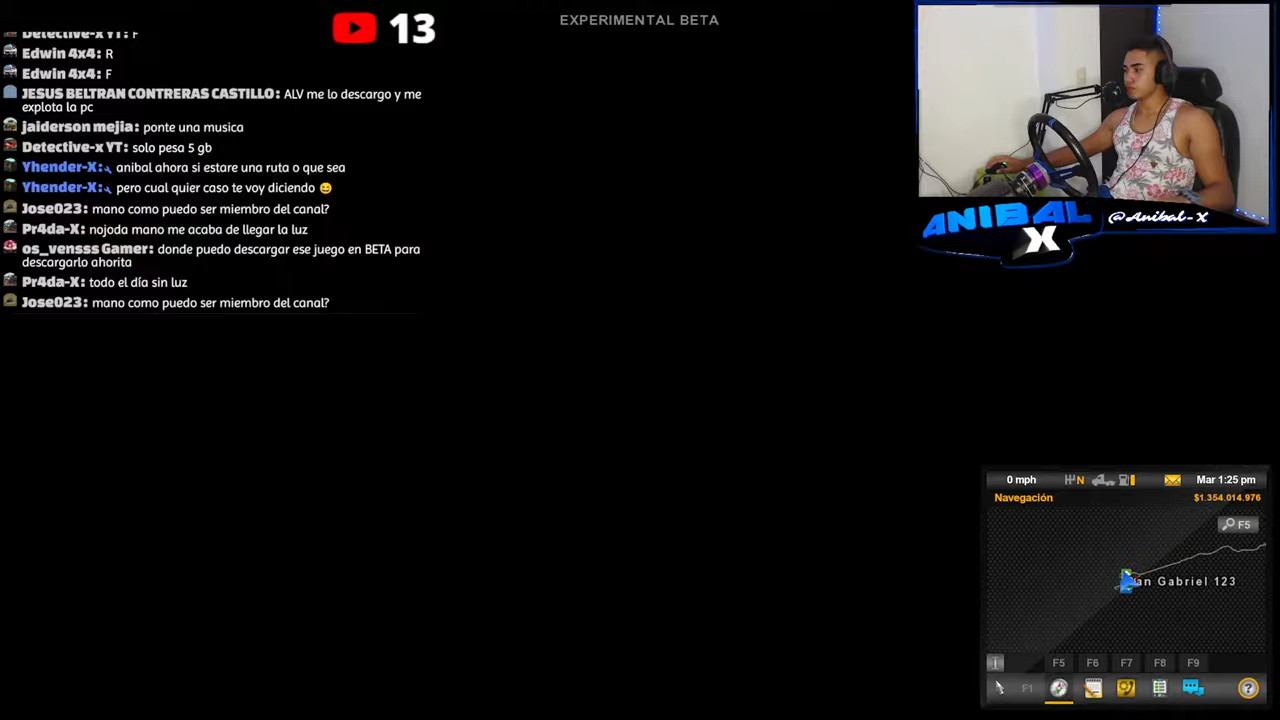 13
EXPERIMENTAL BETA
Detective-x YT: F
Edwin 4x4: R
Edwin 4x4: F
JESUS BELTRAN CONTRERAS CASTILLO: ALV me lo descargo y me
explota la pc
jaiderson mejia: ponte una musica
Detective-x YT: solo pesa 5 gb
Yhender-X: anibal ahora si estare una ruta o que sea
Yhender-X: pero cual quier caso te voy diciendo 😆
Jose023: mano como puedo ser miembro del canal?
Pr4da-X: nojoda mano me acaba de llegar la luz
os_vensss Gamer: donde puedo descargar ese juego en BETA para
descargarlo ahorita
Pr4da-X: todo el día sin luz
Jose023: mano como puedo ser miembro del canal?
ANIBAL
X
@Anibal-X
0 mph
N
Mar 1:25 pm
Navegación
$1.354.014.976
F5
an Gabriel 123
F5 F6 F7 F8 F9
F1
?